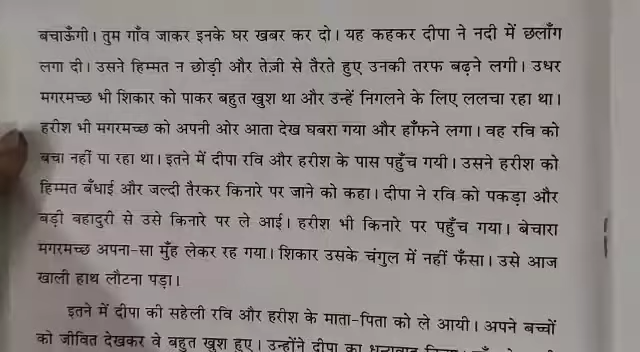 बचाऊँगी। तुम गाँव जाकर इनके घर खबर कर दो। यह कहकर दीपा ने नदी में छलाँग
लगा दी। उसने हिम्मत न छोड़ी और तेज़ी से तैरते हुए उनकी तरफ बढ़ने लगी। उधर
मगरमच्छ भी शिकार को पाकर बहुत खुश था और उन्हें निगलने के लिए ललचा रहा था।
हरीश भी मगरमच्छ को अपनी ओर आता देख घबरा गया और हाँफने लगा। वह रवि को
बचा नहीं पा रहा था। इतने में दीपा रवि और हरीश के पास पहुँच गयी। उसने हरीश को
हिम्मत बँधाई और जल्दी तैरकर किनारे पर जाने को कहा। दीपा ने रवि को पकड़ा और
बड़ी बहादुरी से उसे किनारे पर ले आई। हरीश भी किनारे पर पहुँच गया। बेचारा
मगरमच्छ अपना-सा मुँह लेकर रह गया। शिकार उसके चंगुल में नहीं फँसा। उसे आज
खाली हाथ लौटना पड़ा।
इतने में दीपा की सहेली रवि और हरीश के माता-पिता को ले आयी। अपने बच्चों
को जीवित देखकर वे बहुत खुश हुए। उन्होंने दीपा का